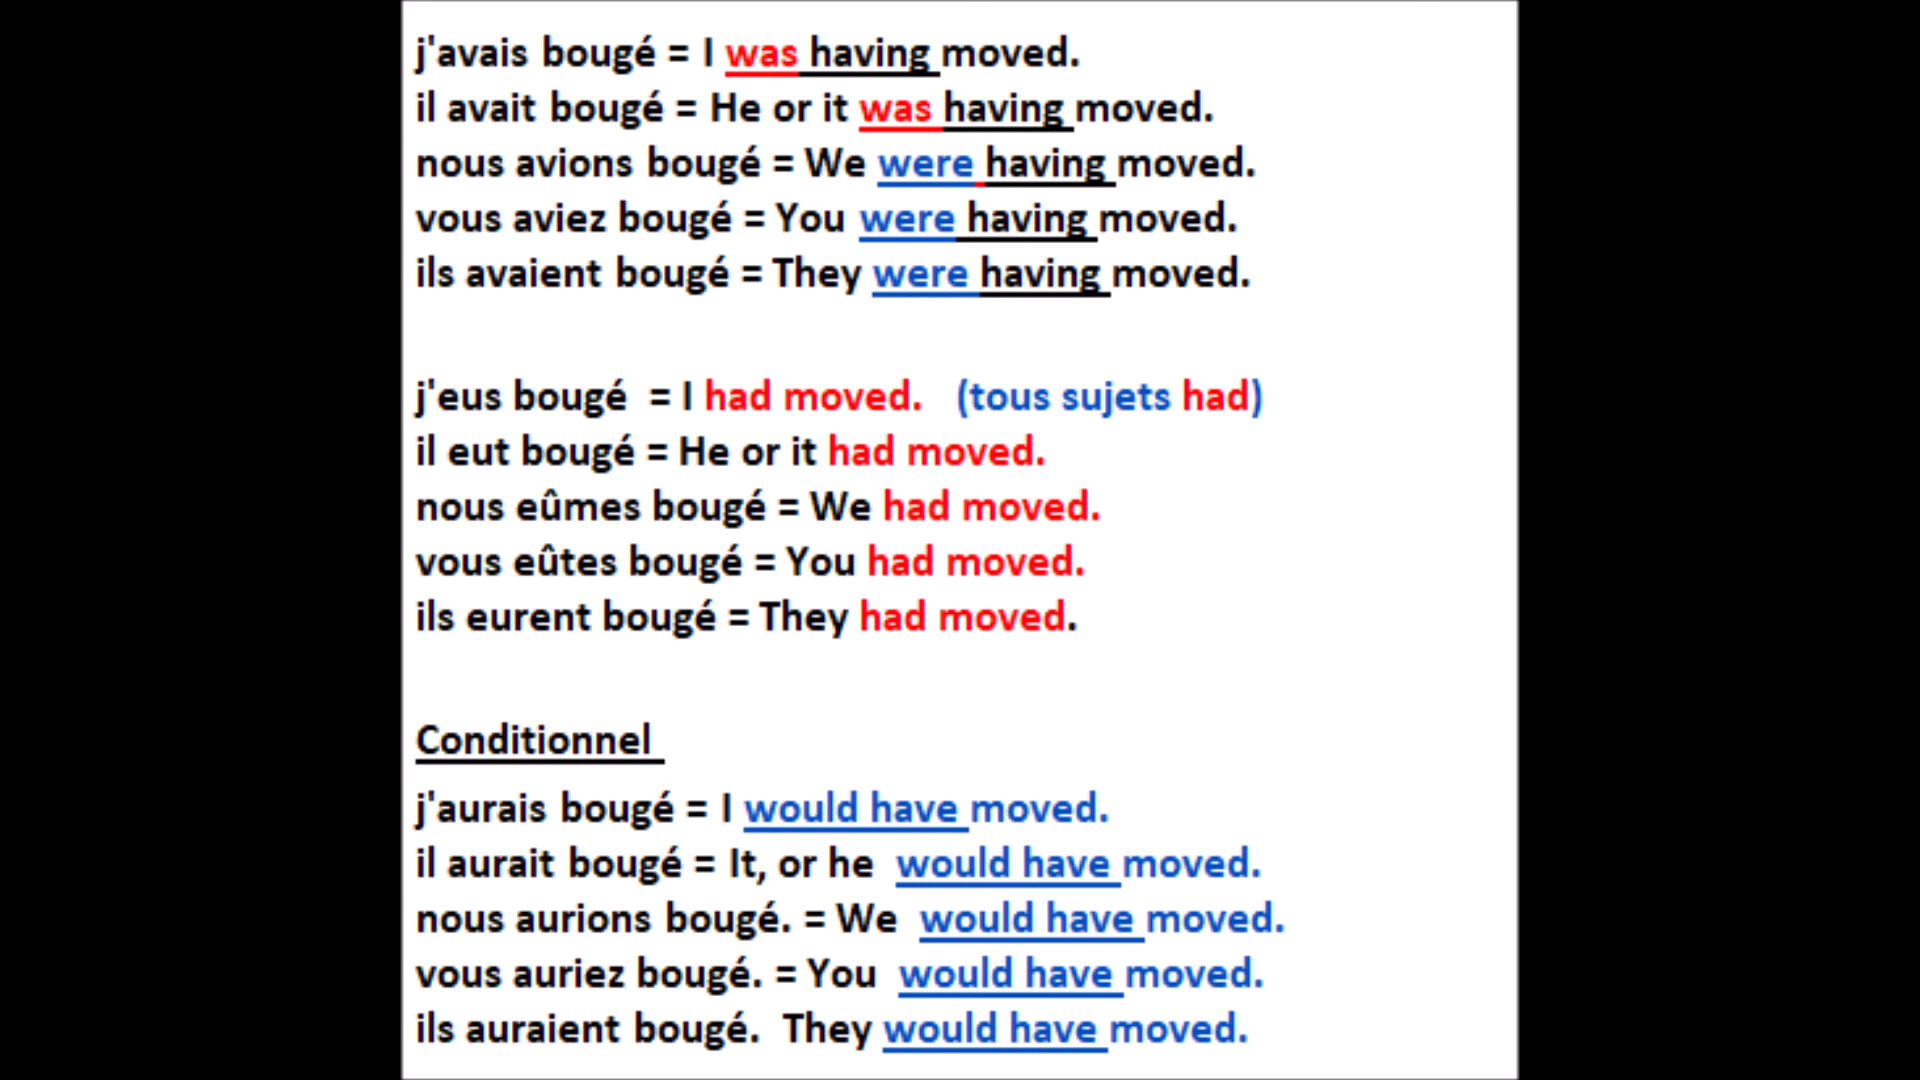 j'avais bougé = I was having moved.
il avait bougé = He or it was having moved.
nous avions bougé = We were having moved.
vous aviez bougé = You were having moved.
ils avaient bougé = They were having moved.
j'eus bougé = I had moved. (tous sujets had)
il eut bougé = He or it had moved.
nous eûmes bougé = We had moved.
vous eûtes bougé = You had moved.
ils eurent bougé = They had moved.
Conditionnel
j'aurais bougé = I would have moved.
il aurait bougé = It, or he would have moved.
nous aurions bougé. = We would have moved.
vous auriez bougé. = You would have moved.
ils auraient bougé. They would have moved.